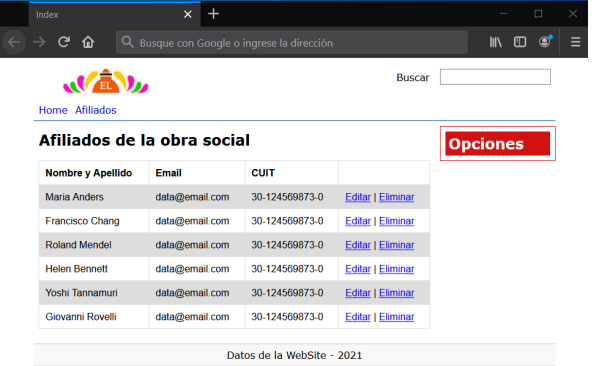 Index
Busque con Google o ingrese la dirección
EL
Buscar
Home Afiliados
Afiliados de la obra social
Opciones
Nombre y Apellido Email CUIT
Maria Anders data@email.com 30-124569873-0 Editar | Eliminar
Francisco Chang data@email.com 30-124569873-0 Editar | Eliminar
Roland Mendel data@email.com 30-124569873-0 Editar | Eliminar
Helen Bennett data@email.com 30-124569873-0 Editar | Eliminar
Yoshi Tannamuri data@email.com 30-124569873-0 Editar | Eliminar
Giovanni Rovelli data@email.com 30-124569873-0 Editar | Eliminar
Datos de la WebSite - 2021